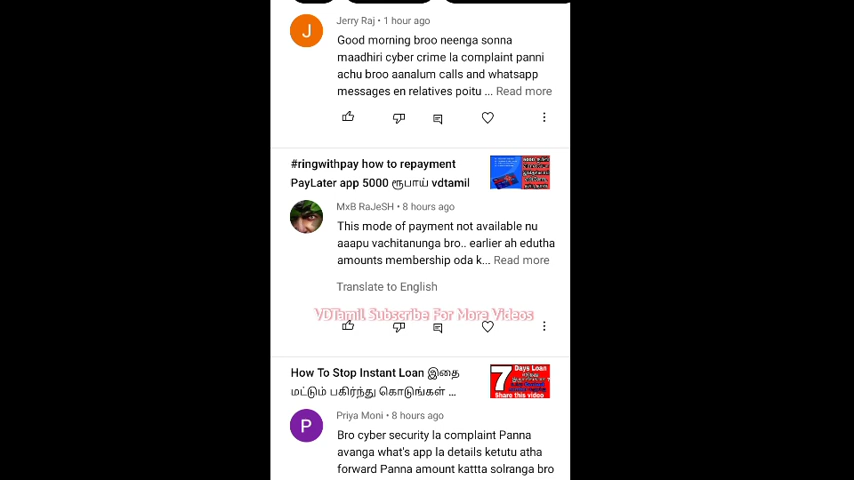 Jerry Raj • 1 hour ago
Good morning broo neenga sonna
maadhiri cyber crime la complaint panni
achu broo aanalum calls and whatsapp
messages en relatives poitu ... Read more
#ringwithpay how to repayment
PayLater app 5000 ரூபாய் vdtamil
MxB RaJeSH • 8 hours ago
This mode of payment not available nu
aaapu vachitanunga bro.. earlier ah edutha
amounts membership oda k... Read more
Translate to English
VDTamil Subscribe For More Videos
How To Stop Instant Loan இதை
மட்டும் பகிர்ந்து கொடுங்கள் ...
7 Days Loan
Share this video
P
Priya Moni • 8 hours ago
Bro cyber security la complaint Panna
avanga what's app la details ketutu atha
forward Panna amount kattta solranga bro